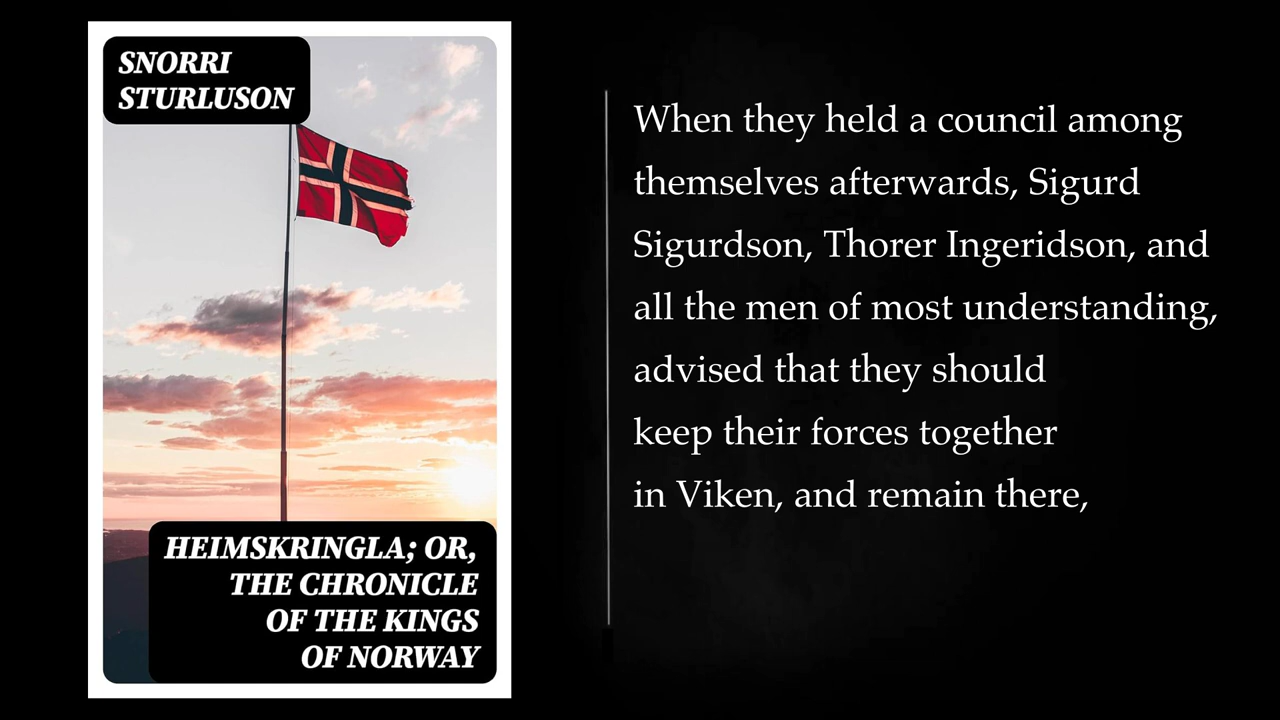 SNORRI
STURLUSON
HEIMSKRINGLA; OR,
THE CHRONICLE
OF THE KINGS
OF NORWAY
When they held a council among
themselves afterwards, Sigurd
Sigurdson, Thorer Ingeridson, and
all the men of most understanding,
advised that they should
keep their forces together
in Viken, and remain there,